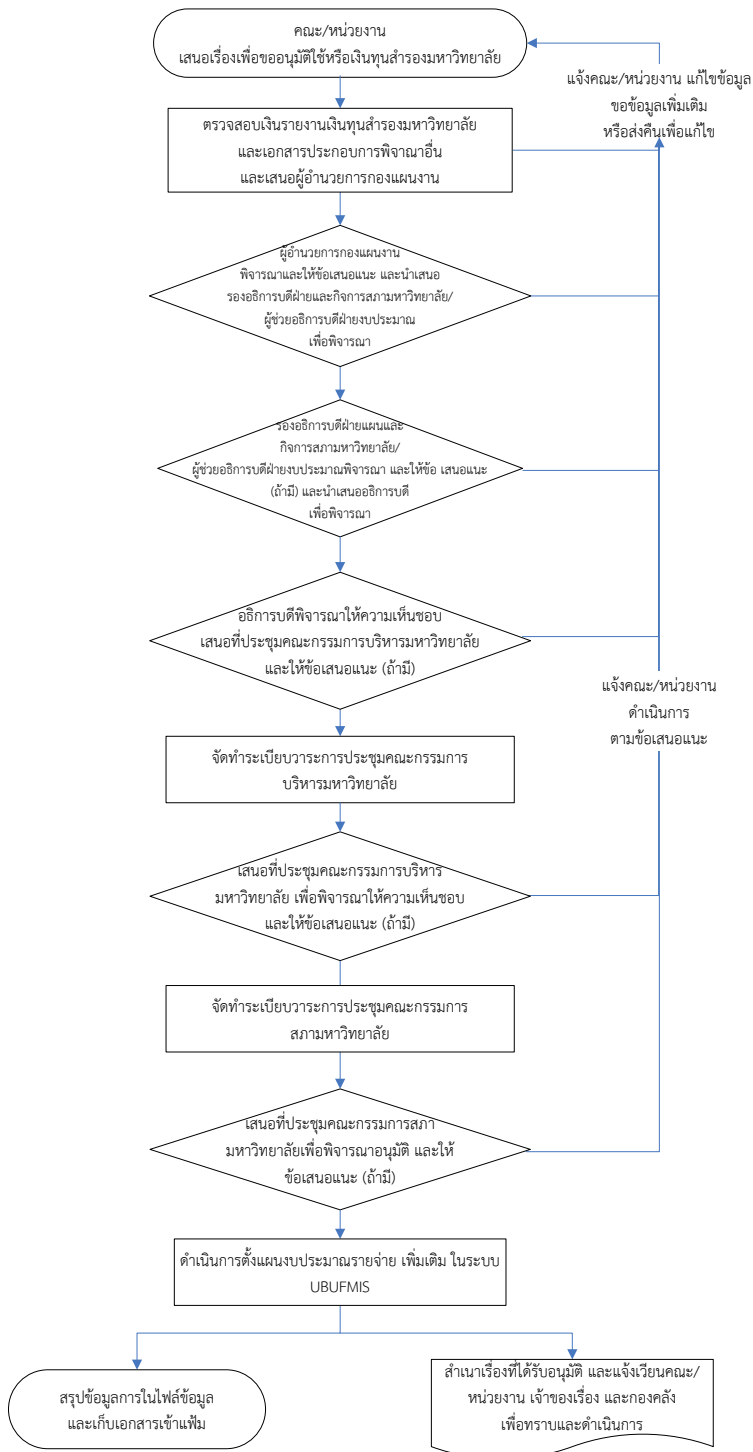 คณะ/หน่วยงาน
เสนอเรื่องเพื่อขออนุมัติใช้หรือเงินทุนสำรองมหาวิทยาลัย
แจ้งคณะ/หน่วยงาน แก้ไขข้อมูล
ขอข้อมูลเพิ่มเติม
หรือส่งคืนเพื่อแก้ไข
ตรวจสอบเงินรายงานเงินทุนสำรองมหาวิทยาลัย
และเอกสารประกอบการพิจาณาอื่น
และเสนอผู้อำนวยการกองแผนงาน
ผู้อำนวยการกองแผนงาน
พิจารณาและให้ข้อเสนอแนะ และนำเสนอ
รองอธิการบดีฝ่ายและกิจการสภามหาวิทยาลัย/
ผู้ช่วยอธิการบดีฝ่ายงบประมาณ
เพื่อพิจารณา
รองอธิการบดีฝ่ายแผนและ
กิจการสภามหาวิทยาลัย/
ผู้ช่วยอธิการบดีฝ่ายงบประมาณพิจารณา และให้ข้อ เสนอแนะ
(ถ้ามี) และนำเสนออธิการบดี
เพื่อพิจารณา
อธิการบดีพิจารณาให้ความเห็นชอบ
เสนอที่ประชุมคณะกรรมการบริหารมหาวิทยาลัย
และให้ข้อเสนอแนะ (ถ้ามี)
แจ้งคณะ/หน่วยงาน
ดำเนินการ
ตามข้อเสนอแนะ
จัดทำระเบียบวาระการประชุมคณะกรรมการ
บริหารมหาวิทยาลัย
เสนอที่ประชุมคณะกรรมการบริหาร
มหาวิทยาลัย เพื่อพิจารณาให้ความเห็นชอบ
และให้ข้อเสนอแนะ (ถ้ามี)
จัดทำระเบียบวาระการประชุมคณะกรรมการ
สภามหาวิทยาลัย
เสนอที่ประชุมคณะกรรมการสภา
มหาวิทยาลัยเพื่อพิจารณาอนุมัติ และให้
ข้อเสนอแนะ (ถ้ามี)
ดำเนินการตั้งแผนงบประมาณรายจ่าย เพิ่มเติม ในระบบ
UBUFMIS
สรุปข้อมูลการในไฟล์ข้อมูล
และเก็บเอกสารเข้าแฟ้ม
สำเนาเรื่องที่ได้รับอนุมัติ และแจ้งเวียนคณะ/
หน่วยงาน เจ้าของเรื่อง และกองคลัง
เพื่อทราบและดำเนินการ